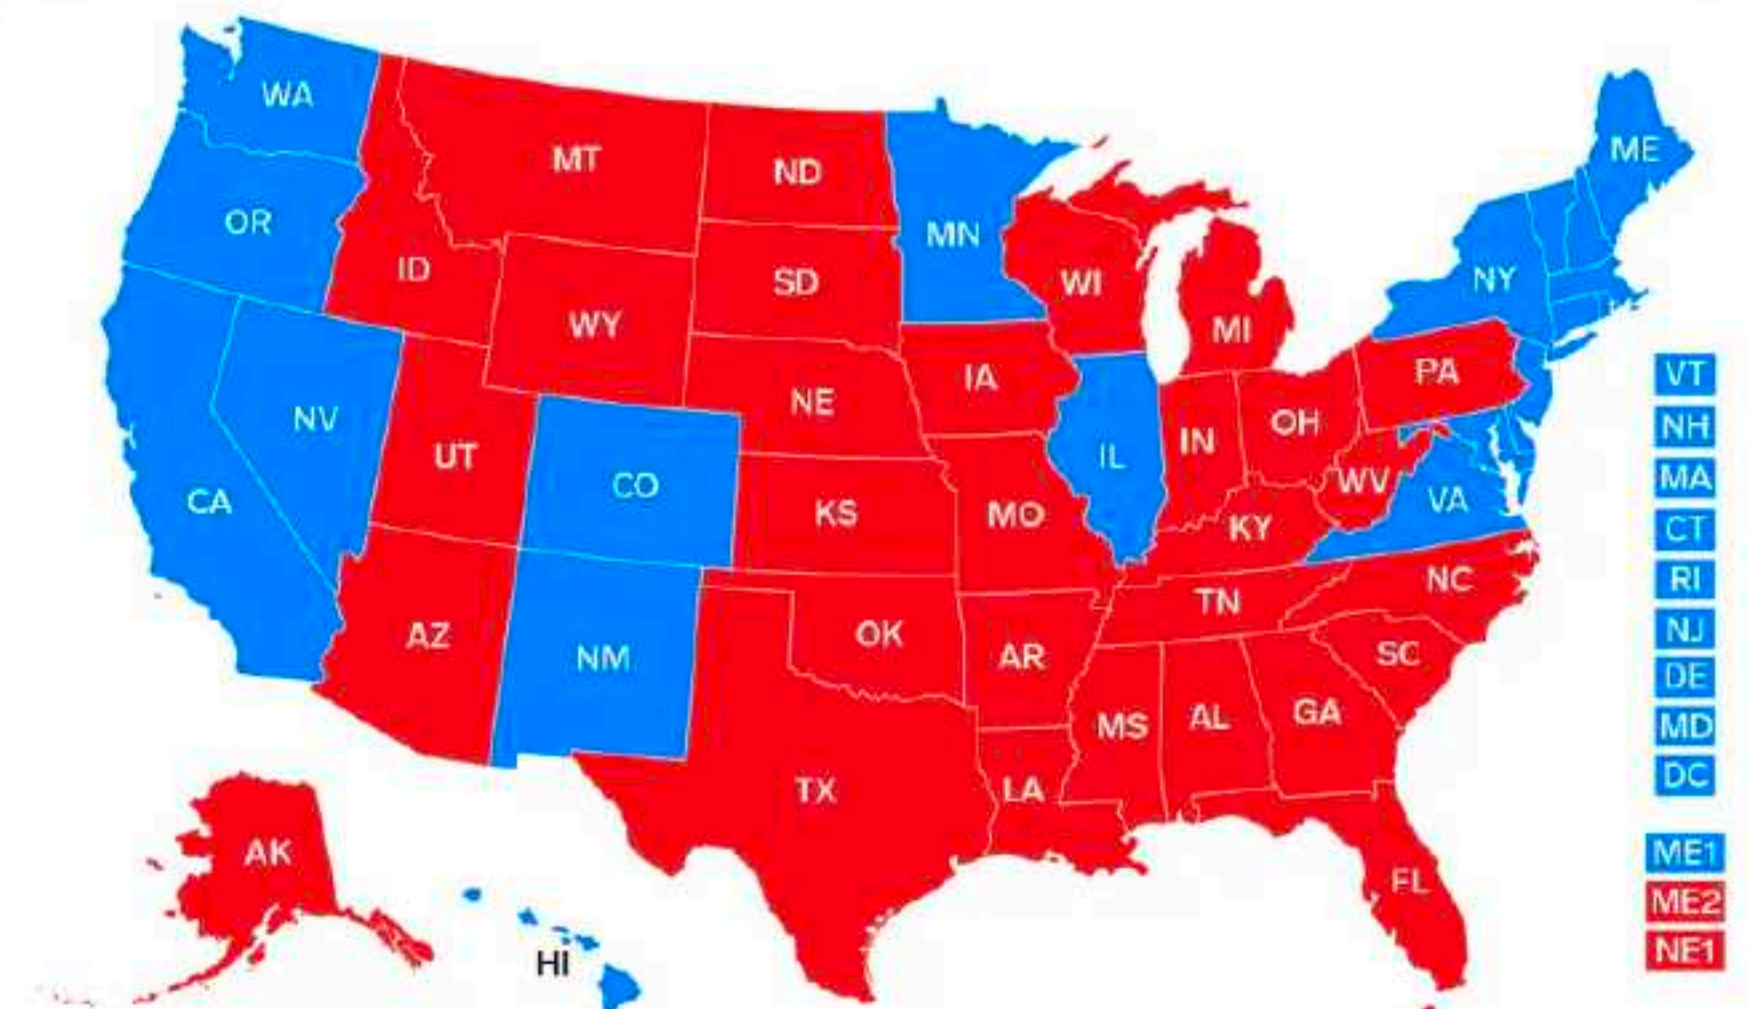 WA
MT
ND
MN
ME
OR
ID
SD
WI
NY
WY
MI
NV
UT
CO
NE
IA
PA
CA
KS
MO
IL
IN
OH
WV
VA
KY
AZ
NM
OK
AR
TN
NC
SC
TX
LA
MS
AL
GA
FL
AK
HI
VT
NH
MA
CT
RI
NJ
DE
MD
DC
ME1
ME2
NE1